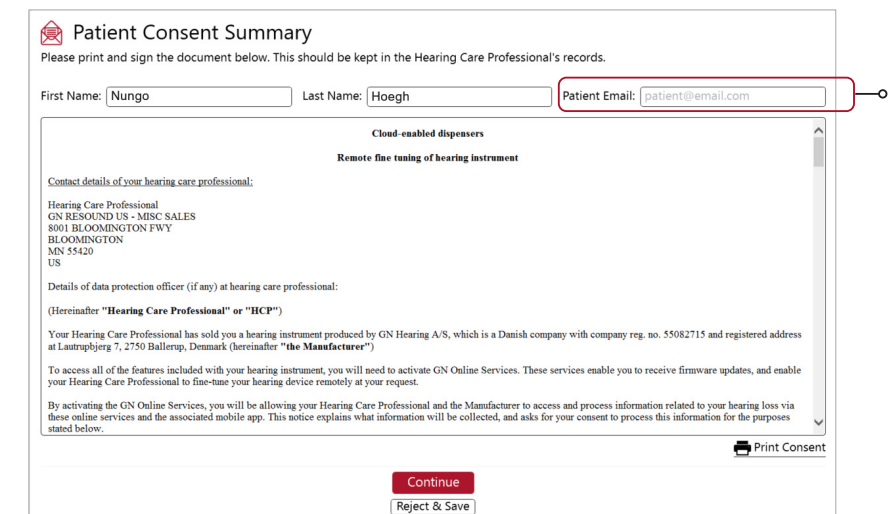 Patient Consent Summary
Please print and sign the document below. This should be kept in the Hearing Care Professional's records.
First Name: Nungo Last Name: Hoegh Patient Email: patient@email.com
Cloud-enabled dispensers
Remote fine tuning of hearing instrument
Contact details of your hearing care professional:
Hearing Care Professional
GN RESOUND US - MISC SALES
8001 BLOOMINGTON FWY
BLOOMINGTON
MN 55420
US
Details of data protection officer (if any) at hearing care professional:
(Hereinafter "Hearing Care Professional" or "HCP")
Your Hearing Care Professional has sold you a hearing instrument produced by GN Hearing A/S, which is a Danish company with company reg. no. 55082715 and registered address
at Lautrupbjerg 7, 2750 Ballerup, Denmark (hereinafter "the Manufacturer")
To access all of the features included with your hearing instrument, you will need to activate GN Online Services. These services enable you to receive firmware updates, and enable
your Hearing Care Professional to fine-tune your hearing device remotely at your request.
By activating the GN Online Services, you will be allowing your Hearing Care Professional and the Manufacturer to access and process information related to your hearing loss via
these online services and the associated mobile app. This notice explains what information will be collected, and asks for your consent to process this information for the purposes
stated below.
Print Consent
Continue
Reject & Save